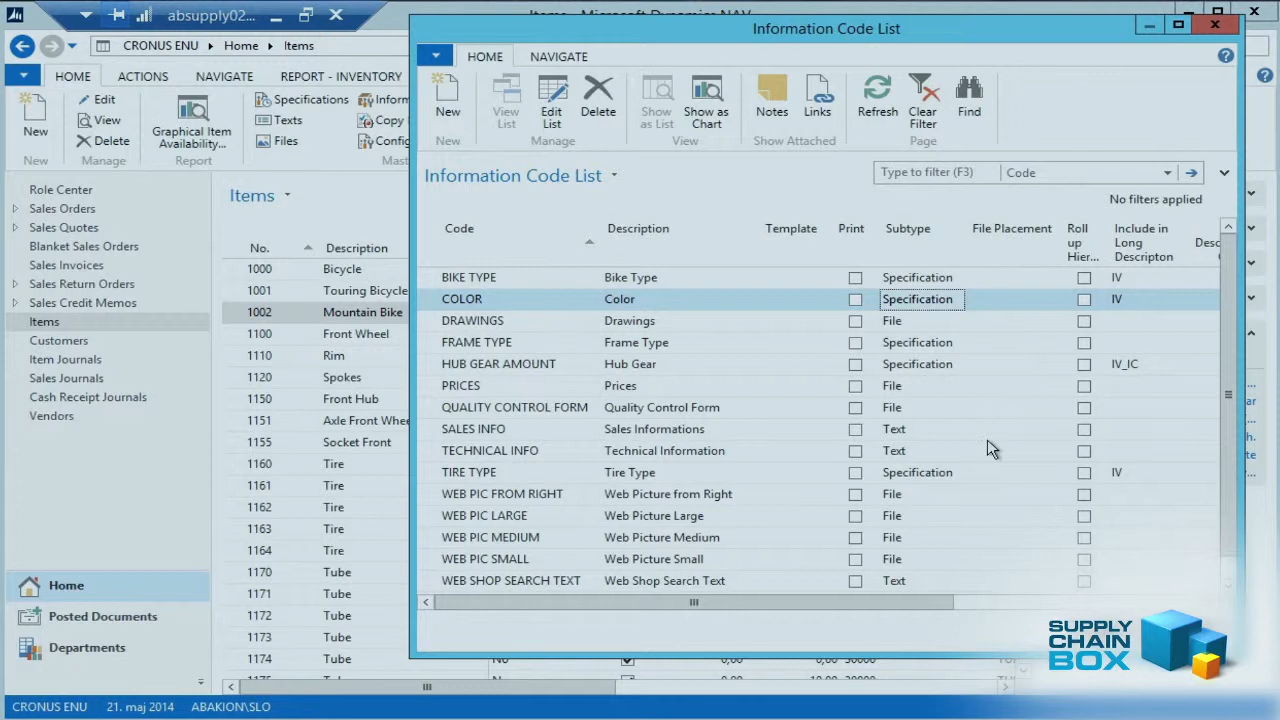 absupply02...
Items - Microsoft Dynamics NAV
CRONUS ENU
Home
Items
HOME
ACTIONS
NAVIGATE
REPORT - INVENTORY
New
Edit
View
Delete
Graphical Item
Availability...
Specifications
Texts
Files
Inform
Copy
Config
New
Manage
Report
Mast
Role Center
Sales Orders
Sales Quotes
Blanket Sales Orders
Sales Invoices
Sales Return Orders
Sales Credit Memos
Items
Customers
Item Journals
Sales Journals
Cash Receipt Journals
Vendors
Home
Posted Documents
Departments
Items
No. Description
1000 Bicycle
1001 Touring Bicycle
1002 Mountain Bike
1100 Front Wheel
1110 Rim
1120 Spokes
1150 Front Hub
1151 Axle Front Wheel
1155 Socket Front
1160 Tire
1161 Tire
1162 Tire
1163 Tire
1164 Tire
1170 Tube
1171 Tube
1172 Tube
1173 Tube
1174 Tube
Information Code List
HOME
NAVIGATE
New
View
List
Edit
List
Delete
Show
as List
Show as
Chart
Notes
Links
Refresh
Clear
Filter
Find
New
Manage
View
Show Attached
Page
Information Code List
Type to filter (F3)
Code
No filters applied
Code Description Template Print Subtype File Placement Roll up Hier... Include in Long Descripton
BIKE TYPE Bike Type Specification IV
COLOR Color Specification IV
DRAWINGS Drawings File
FRAME TYPE Frame Type Specification
HUB GEAR AMOUNT Hub Gear Specification IV_IC
PRICES Prices File
QUALITY CONTROL FORM Quality Control Form File
SALES INFO Sales Informations Text
TECHNICAL INFO Technical Information Text
TIRE TYPE Tire Type Specification IV
WEB PIC FROM RIGHT Web Picture from Right File
WEB PIC LARGE Web Picture Large File
WEB PIC MEDIUM Web Picture Medium File
WEB PIC SMALL Web Picture Small File
WEB SHOP SEARCH TEXT Web Shop Search Text Text
SUPPLY
CHAIN
BOX
CRONUS ENU
21. maj 2014
ABAKION\SLO